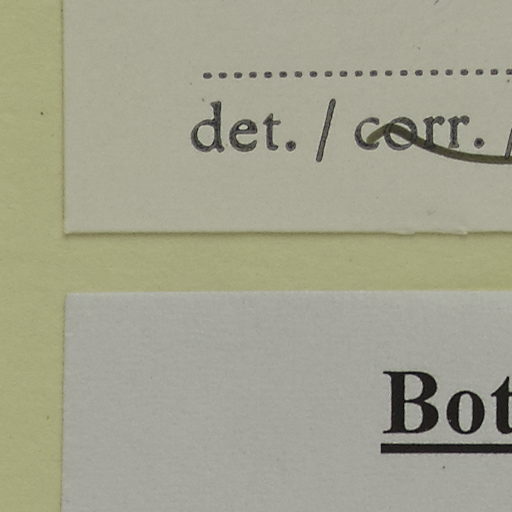 det. / corr. /
Bot